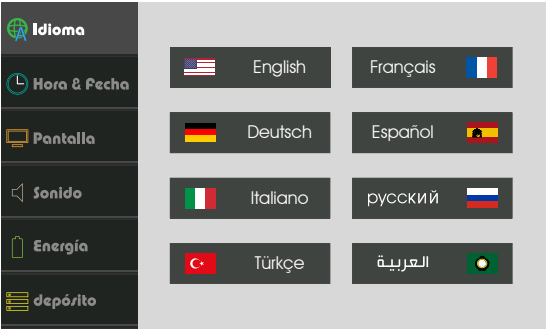 Idioma
Hora & Fecha
Pantalla
Sonido
Energía
depósito
English
Français
Deutsch
Español
Italiano
русский
Türkçe
العربية